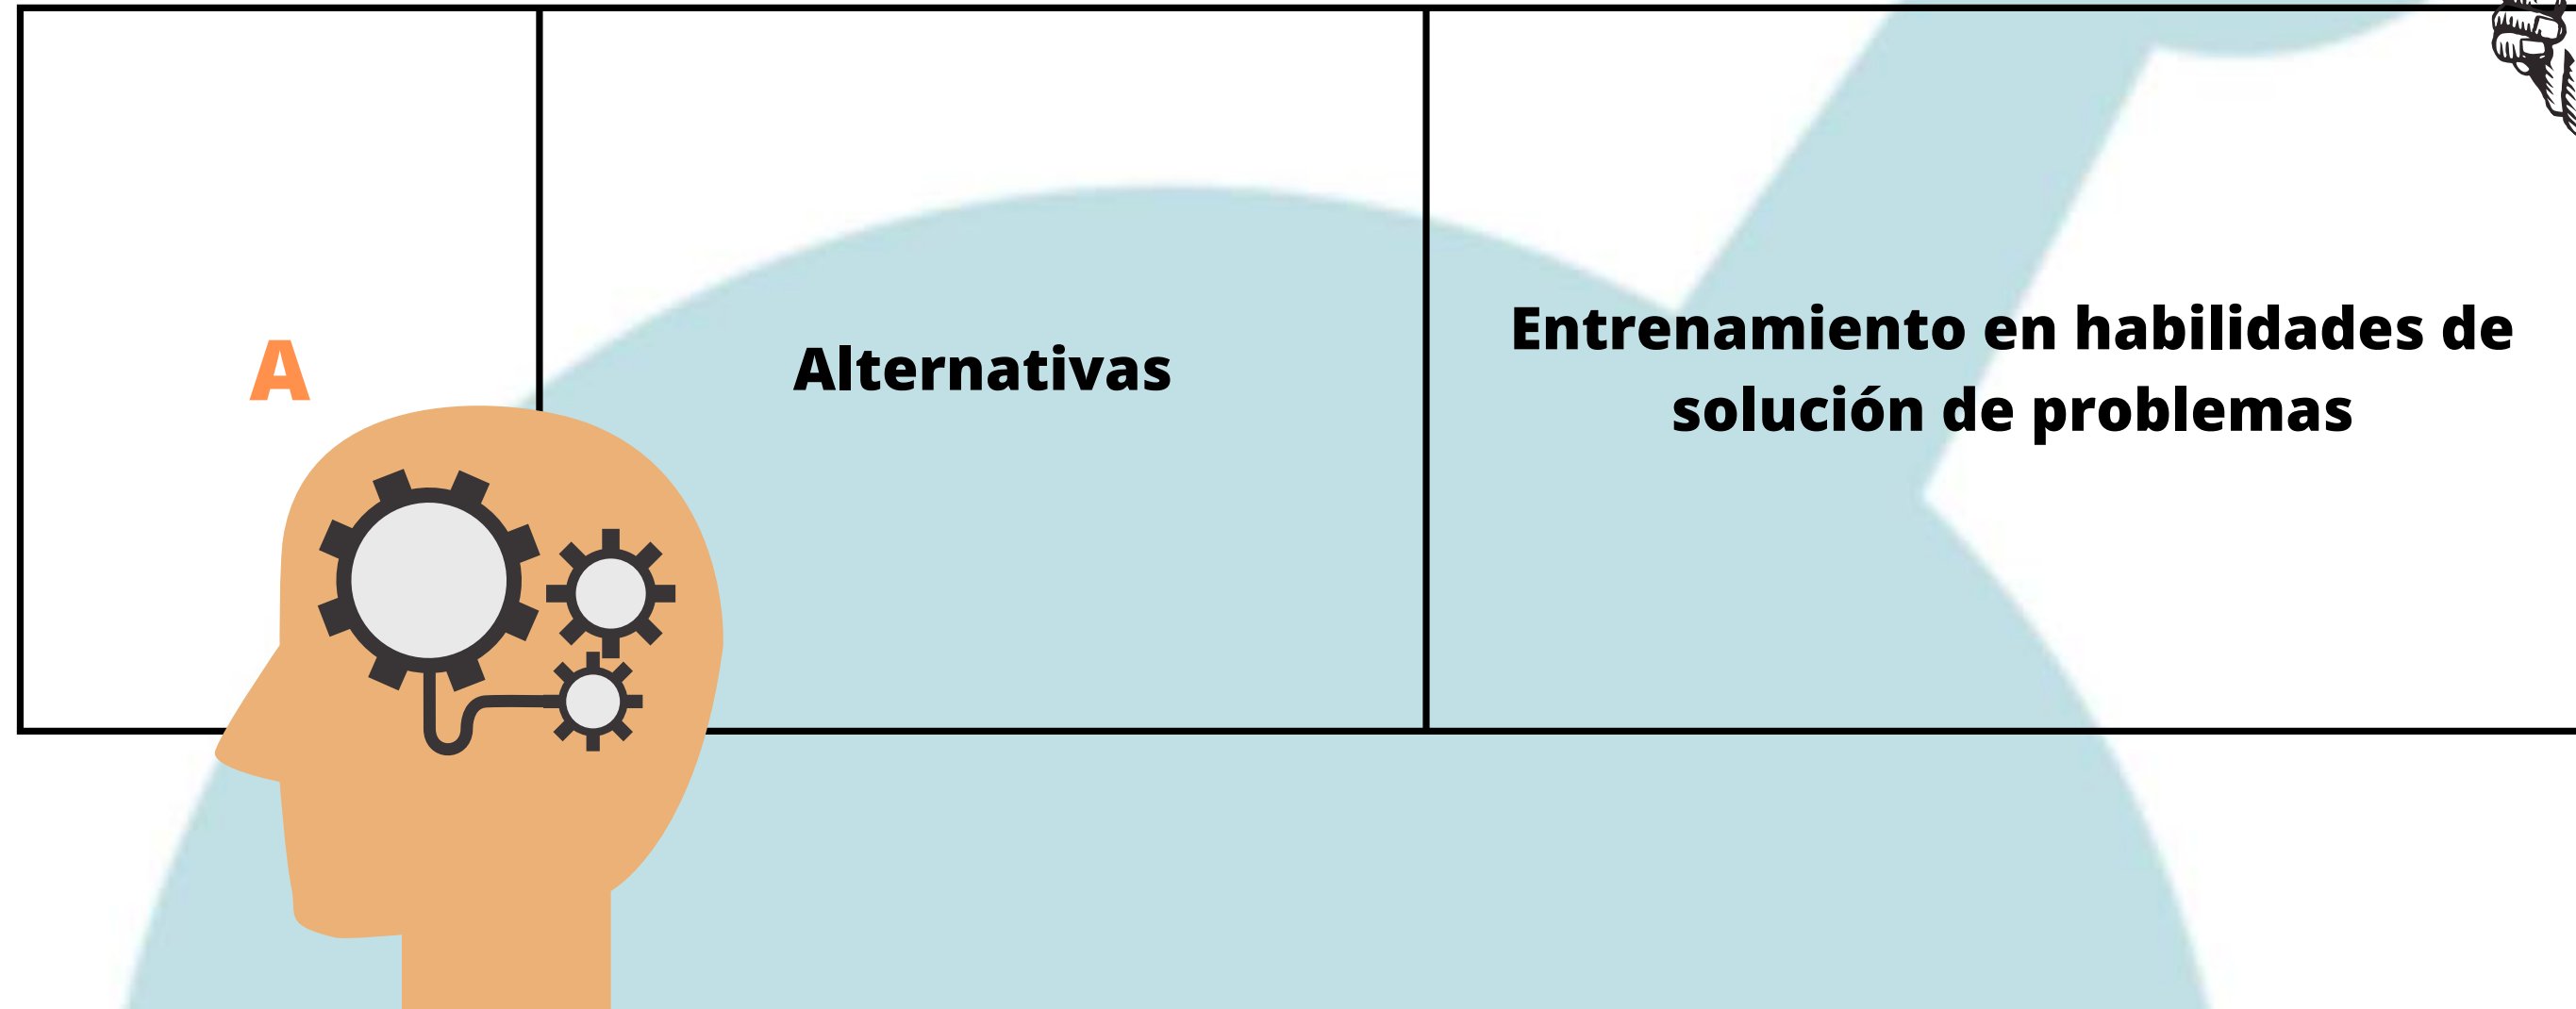 A
Alternativas
Entrenamiento en habilidades de
solución de problemas